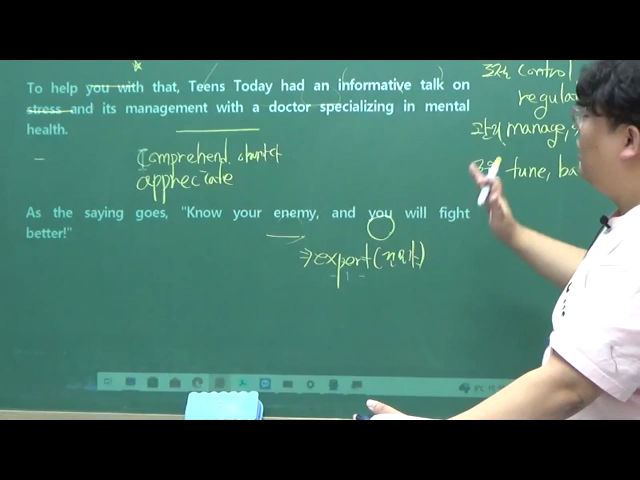 To help you with that, Teens Today had an informative talk on
stress and its management with a doctor specializing in mental
health.
Comprehend
appreciate
As the saying goes, "Know your enemy, and you will fight
better!"
⇒ export
control
regula
manage,
tune, ba